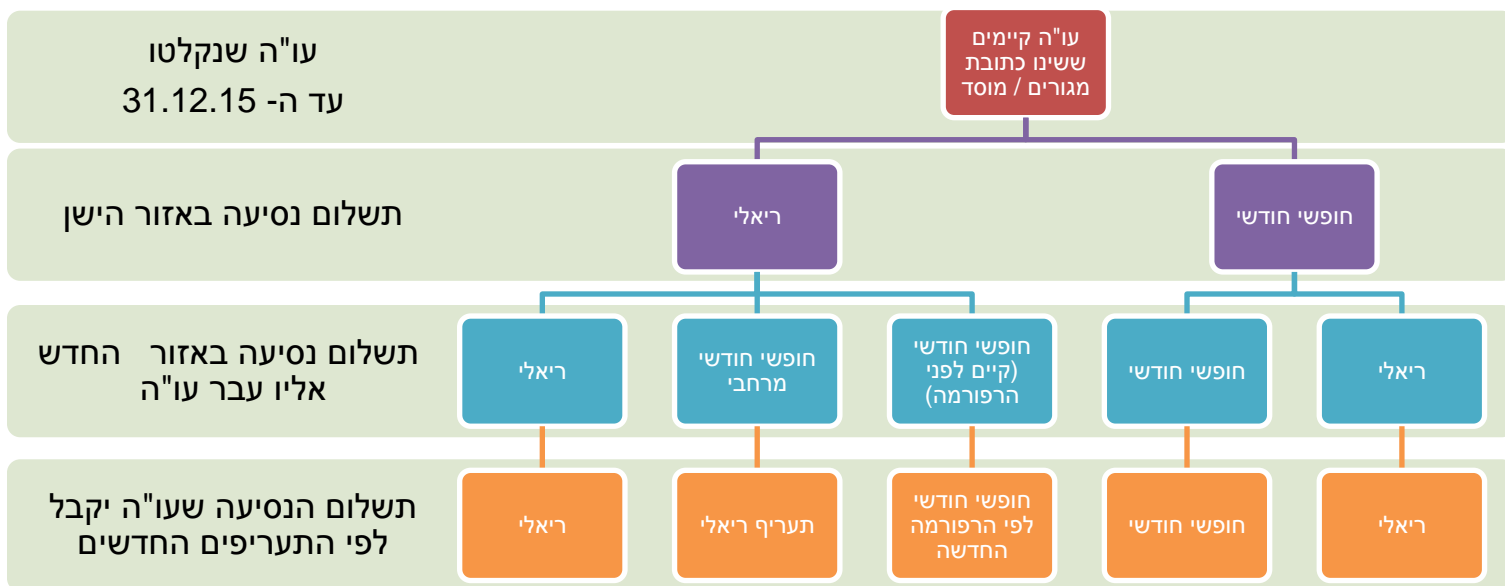 עו"ה שנקלטו
עד ה- 31.12.15
עו"ה קיימים
ששינו כתובת
מגורים / מוסד
תשלום נסיעה באזור הישן
ריאלי
חופשי חודשי
תשלום נסיעה באזור   החדש
אליו עבר עו"ה
ריאלי
חופשי חודשי
מרחבי
חופשי חודשי
(קיים לפני
הרפורמה)
חופשי חודשי
ריאלי
תשלום הנסיעה שעו"ה יקבל
לפי התעריפים החדשים
ריאלי
תעריף ריאלי
חופשי חודשי
לפי הרפורמה
החדשה
חופשי חודשי
ריאלי